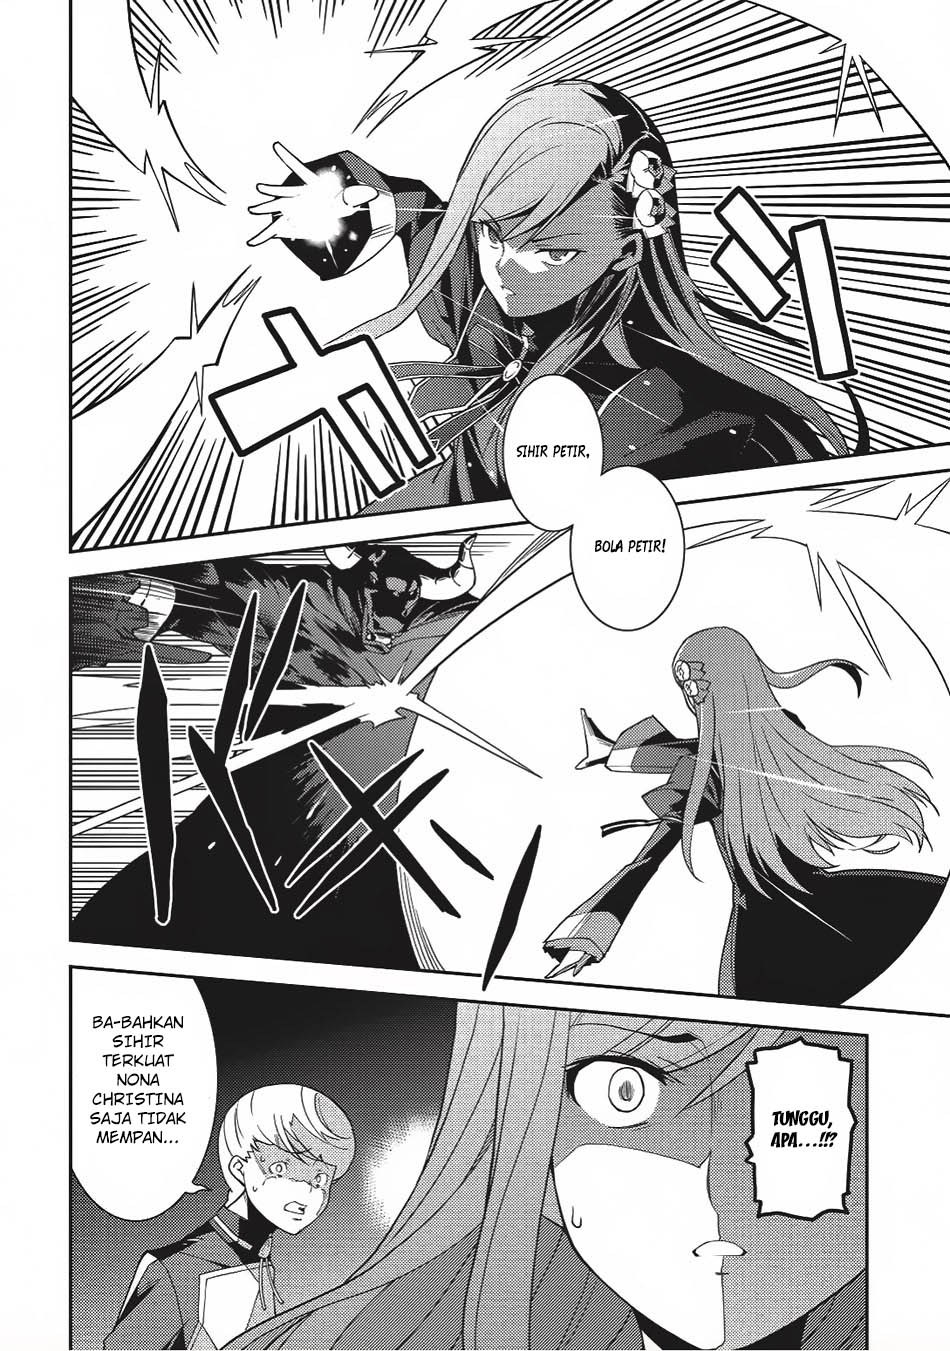 SIHIR PETIR,
BOLA PETIR!
TUNGGU,
APA...!!?
BA-BAHKAN
SIHIR
TERKUAT
NONA
CHRISTINA
SAJA TIDAK
MEMPAN...